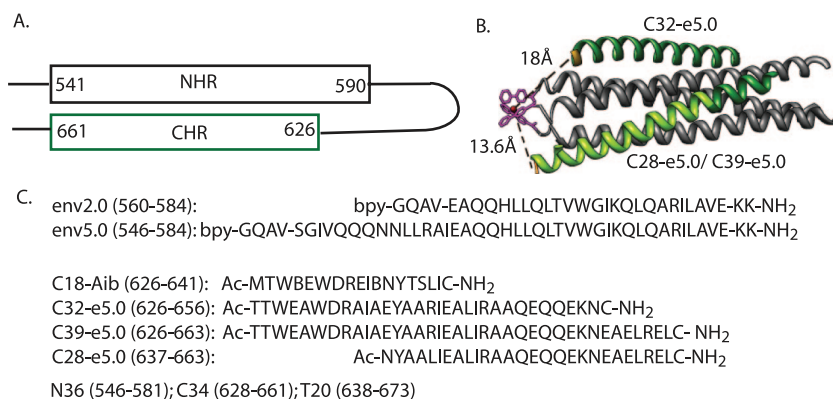 A.
541 NHR 590
661 CHR 626
B.
C32-e5.0
18Å
13.6Å
C28-e5.0/ C39-e5.0
C.
env2.0 (560-584): bpy-GQAV-EAQQHLLQLTVWGIKQLQARILAVE-KK-NH2
env5.0 (546-584): bpy-GQAV-SGIVQQQNNLLRAIEAQQHLLQLTVWGIKQLQARILAVE-KK-NH2
C18-Aib (626-641): Ac-MTWBEWDREIBNYTSLIC-NH2
C32-e5.0 (626-656): Ac-TTWEAWDRAIAEYAARIEALIRAAQEQQEKNC-NH2
C39-e5.0 (626-663): Ac-TTWEAWDRAIAEYAARIEALIRAAQEQQEKNEAELRELC- NH2
C28-e5.0 (637-663): Ac-NYAALIEALIRAAQEQQEKNEAELRELC-NH2
N36 (546-581); C34 (628-661); T20 (638-673)